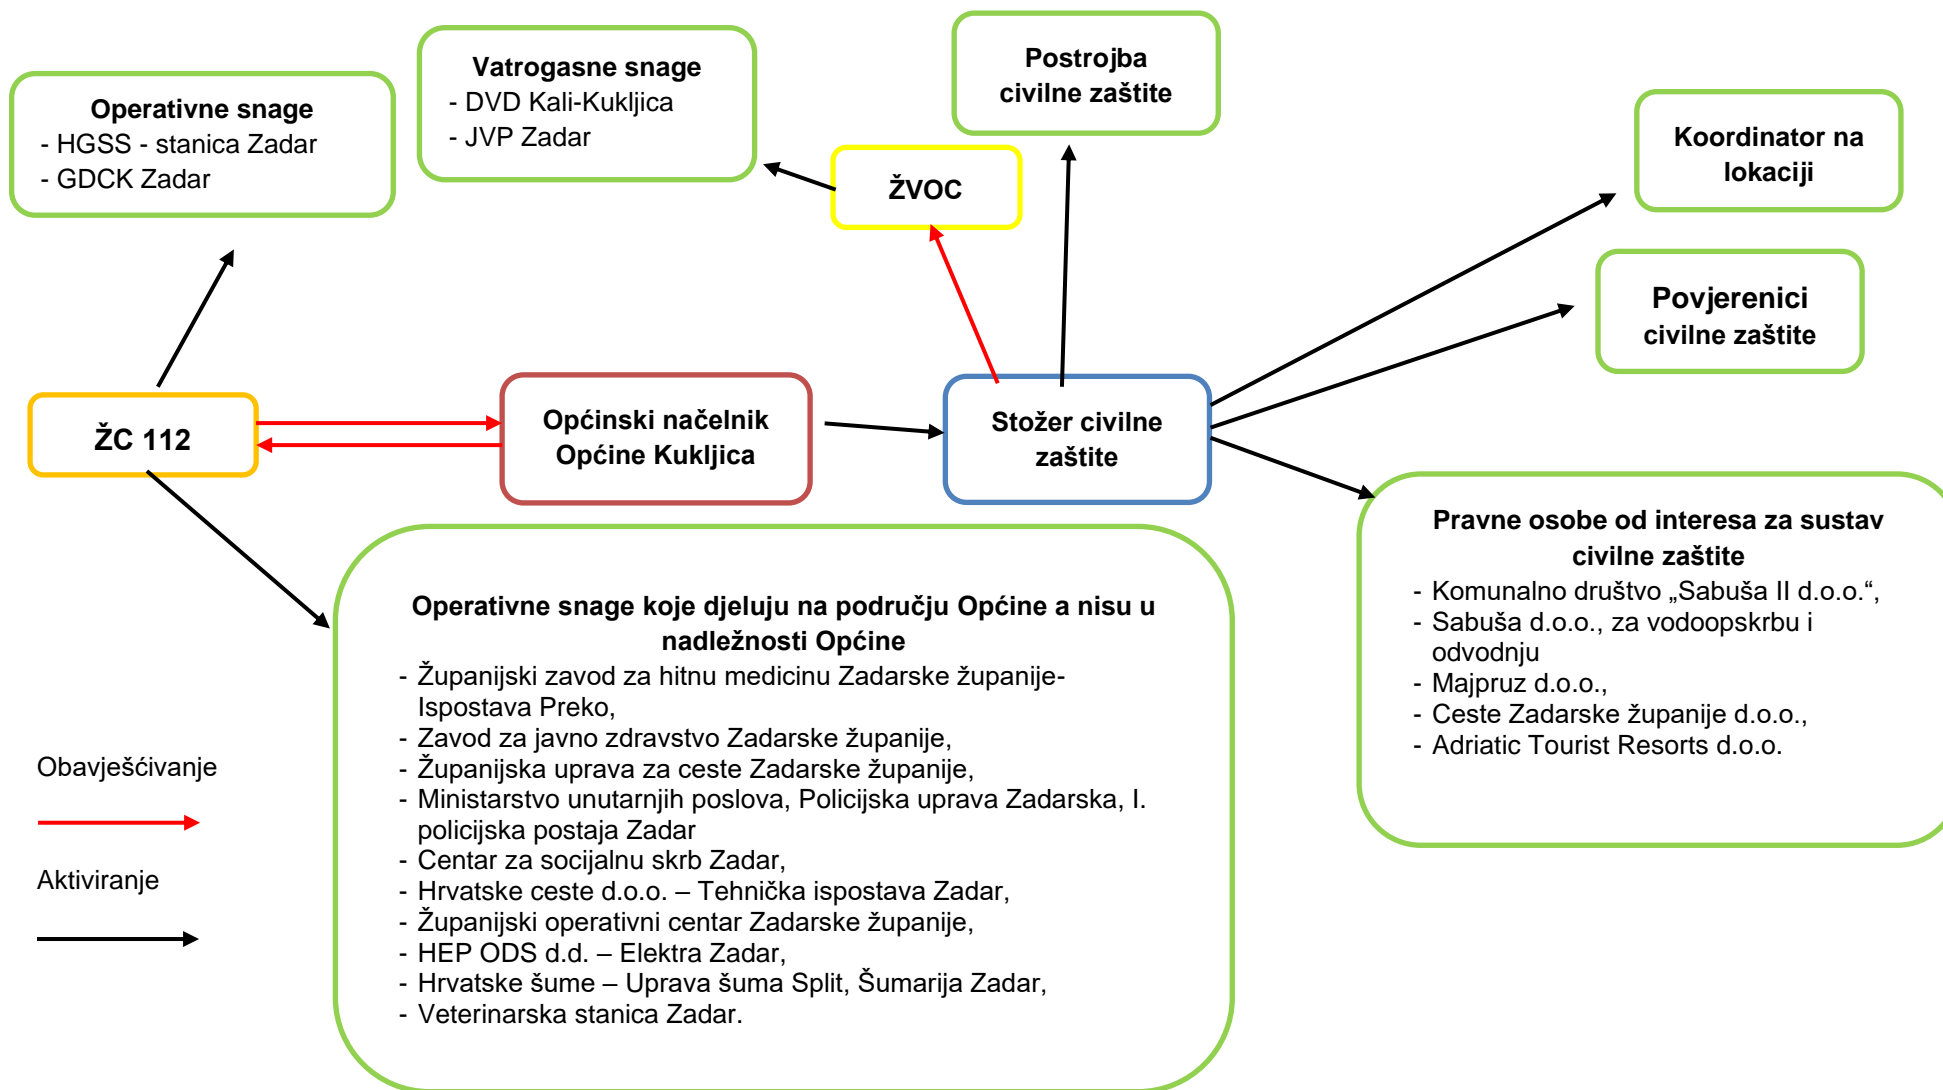 Operativne snage
- HGSS - stanica Zadar
- GDCK Zadar
Vatrogasne snage
- DVD Kali-Kukljica
- JVP Zadar
ŽVOC
Postrojba
civilne zaštite
Koordinator na
lokaciji
Povjerenici
civilne zaštite
ŽC 112
Općinski načelnik
Općine Kukljica
Stožer civilne
zaštite
Pravne osobe od interesa za sustav
civilne zaštite
- Komunalno društvo „Sabuša II d.o.o.“,
- Sabuša d.o.o., za vodoopskrbu i
odvodnju
- Majpruz d.o.o.,
- Ceste Zadarske županije d.o.o.,
- Adriatic Tourist Resorts d.o.o.
Operativne snage koje djeluju na području Općine a nisu u
nadležnosti Općine
- Županijski zavod za hitnu medicinu Zadarske županije-
Ispostava Preko,
- Zavod za javno zdravstvo Zadarske županije,
- Županijska uprava za ceste Zadarske županije,
- Ministarstvo unutarnjih poslova, Policijska uprava Zadarska, I.
policijska postaja Zadar
- Centar za socijalnu skrb Zadar,
- Hrvatske ceste d.o.o. – Tehnička ispostava Zadar,
- Županijski operativni centar Zadarske županije,
- HEP ODS d.d. – Elektra Zadar,
- Hrvatske šume – Uprava šuma Split, Šumarija Zadar,
- Veterinarska stanica Zadar.
Obavješćivanje
Aktiviranje